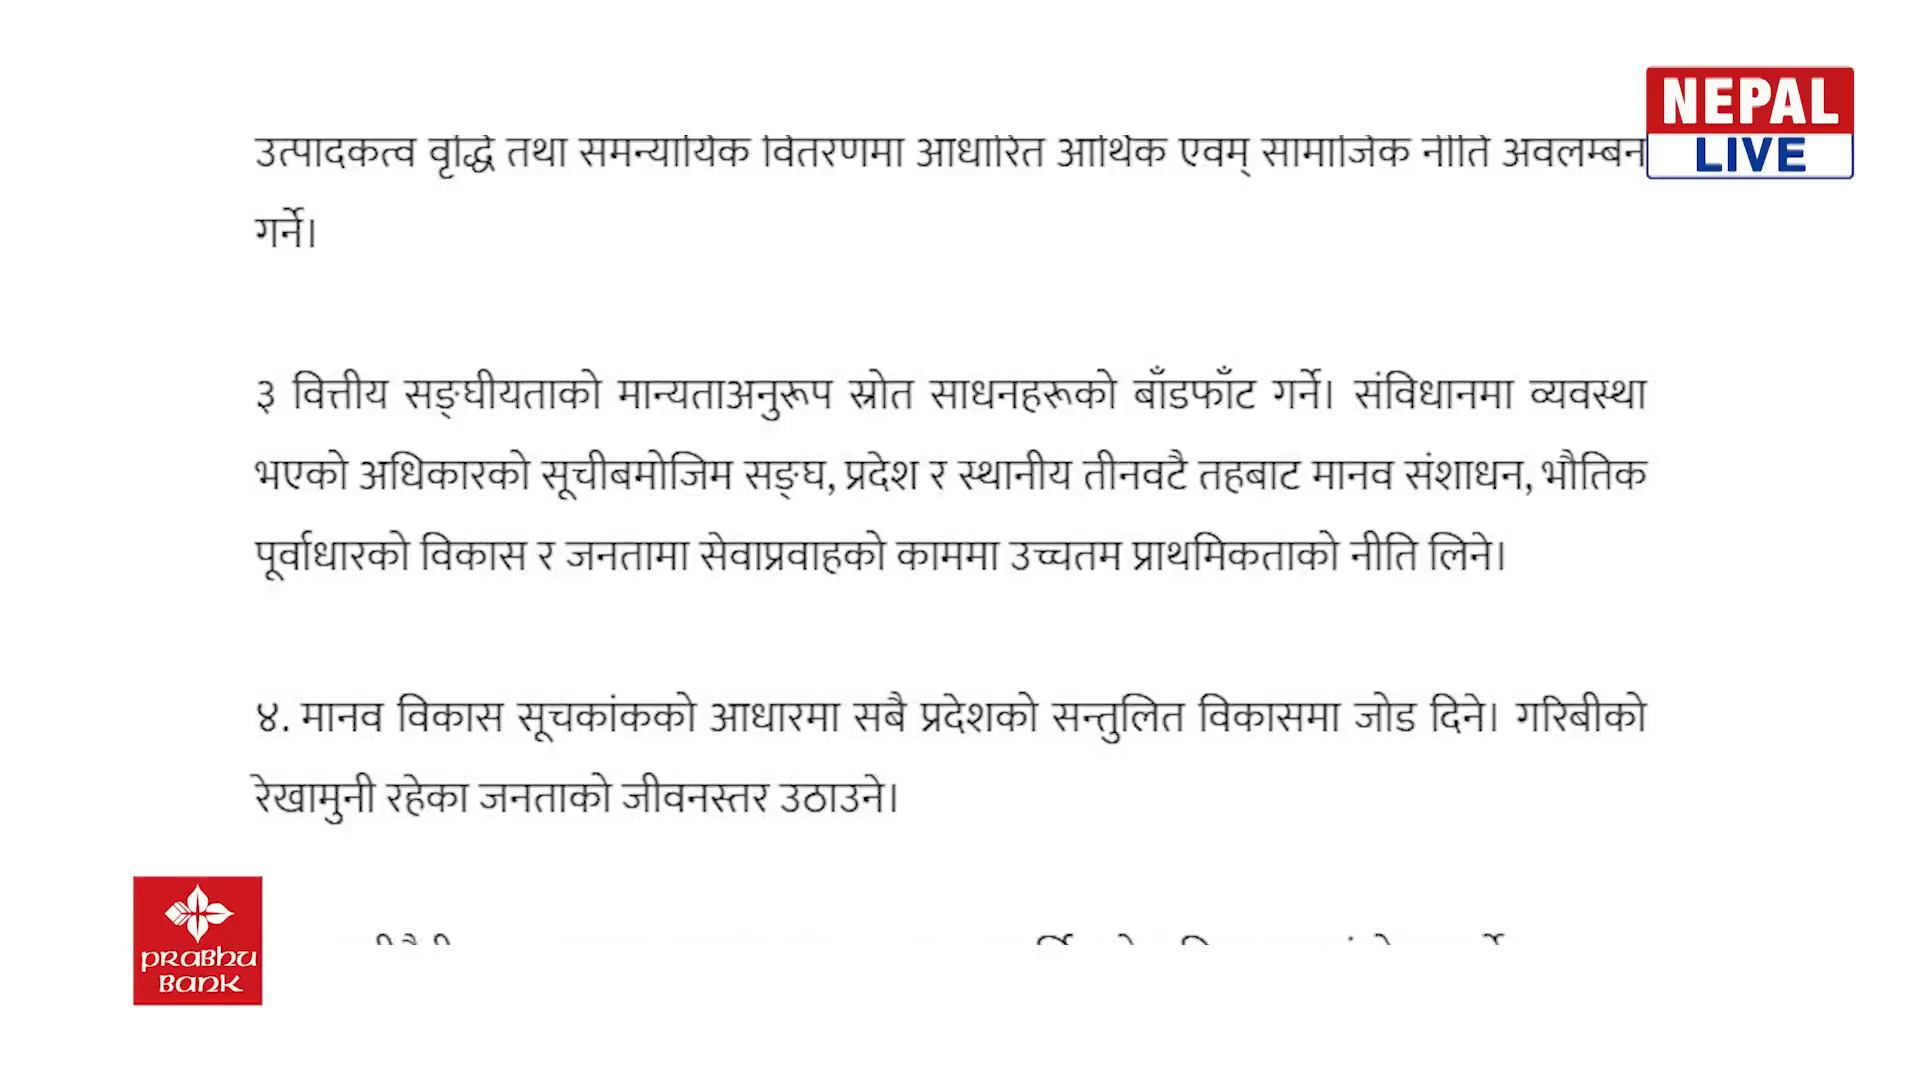 NEPAL
LIVE
उत्पादकत्व वृद्धि तथा समन्यायिक वितरणमा आधारित आर्थिक एवम् सामाजिक नीति अवलम्बन
गर्ने।
३ वित्तीय सङ्घीयताको मान्यताअनुरूप स्रोत साधनहरूको बाँडफाँट गर्ने। संविधानमा व्यवस्था
भएको अधिकारको सूचीबमोजिम सङ्घ, प्रदेश र स्थानीय तीनवटै तहबाट मानव संशाधन, भौतिक
पूर्वाधारको विकास र जनतामा सेवाप्रवाहको काममा उच्चतम प्राथमिकताको नीति लिने।
४. मानव विकास सूचकांकको आधारमा सबै प्रदेशको सन्तुलित विकासमा जोड दिने। गरिबीको
रेखामुनी रहेका जनताको जीवनस्तर उठाउने।
PRABHU
BANK